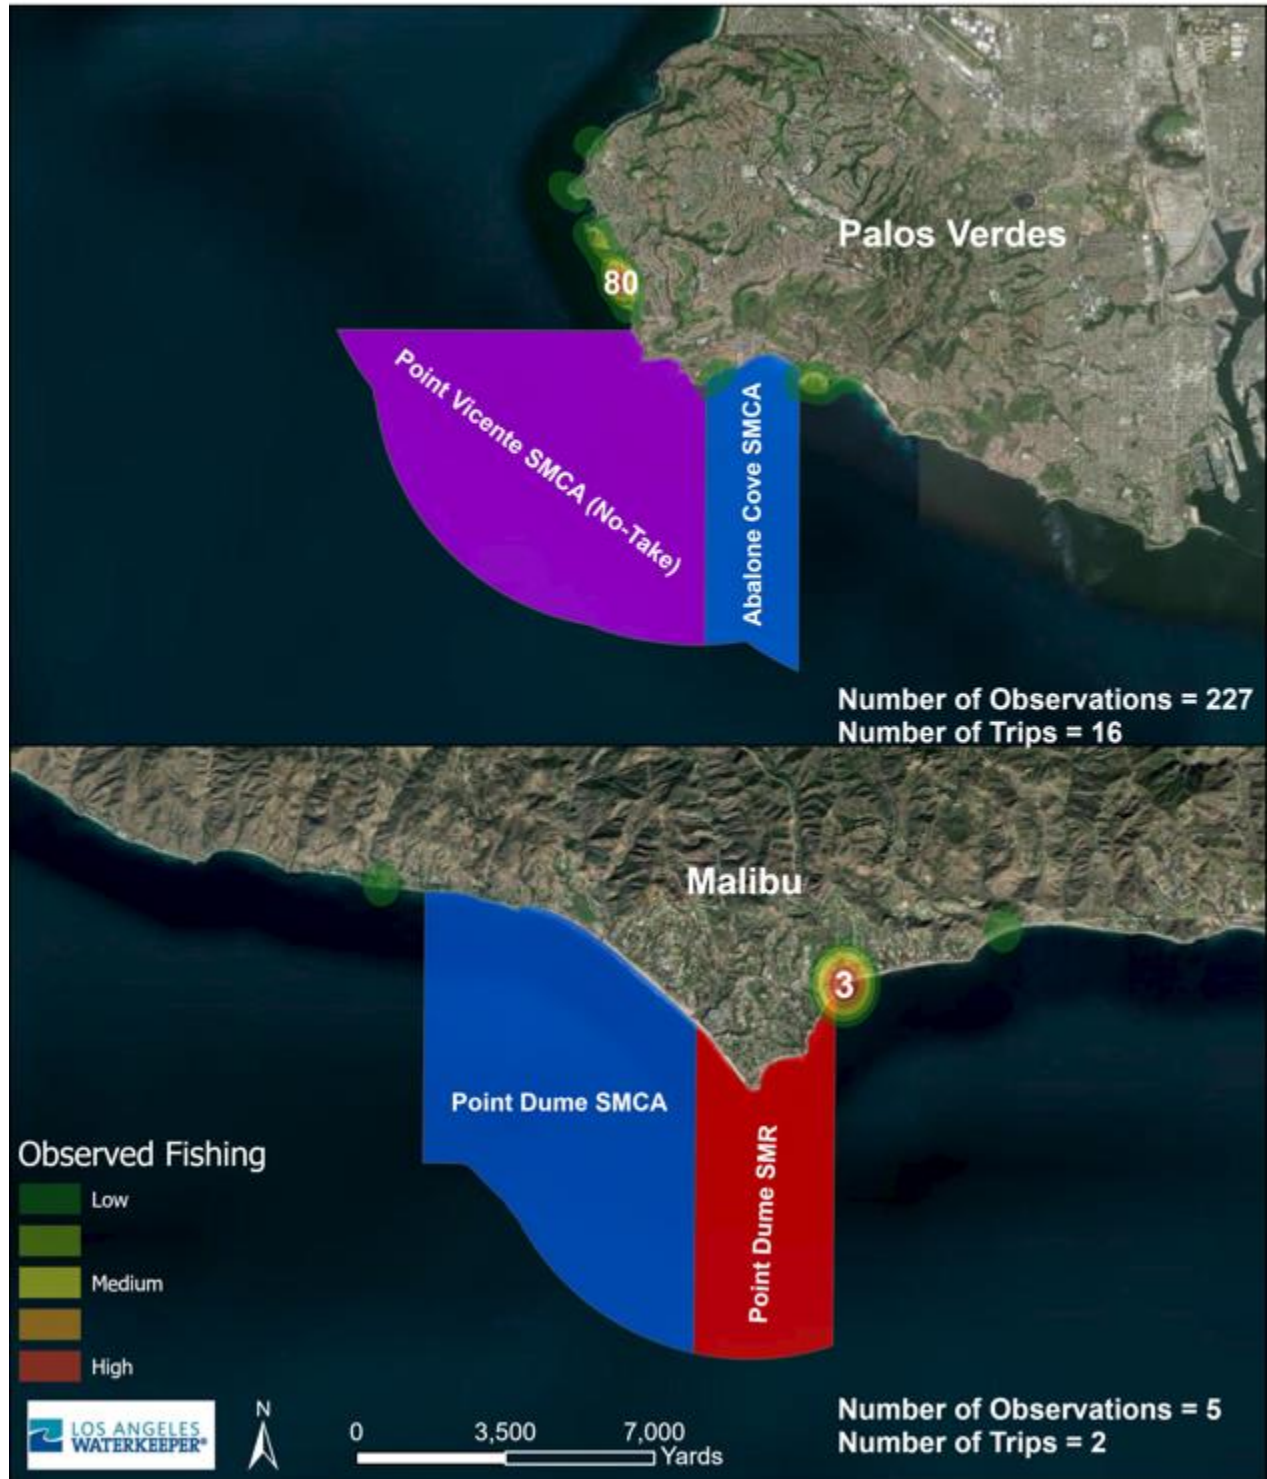 Palos Verdes
80
Point Vicente SMCA (No-Take)
Abalone Cove SMCA
Number of Observations = 227
Number of Trips = 16
Malibu
3
Point Dume SMCA
Point Dume SMR
Observed Fishing
Low
Medium
High
LOS ANGELES
WATERKEEPER®
N
0 3,500 7,000
Yards
Number of Observations = 5
Number of Trips = 2